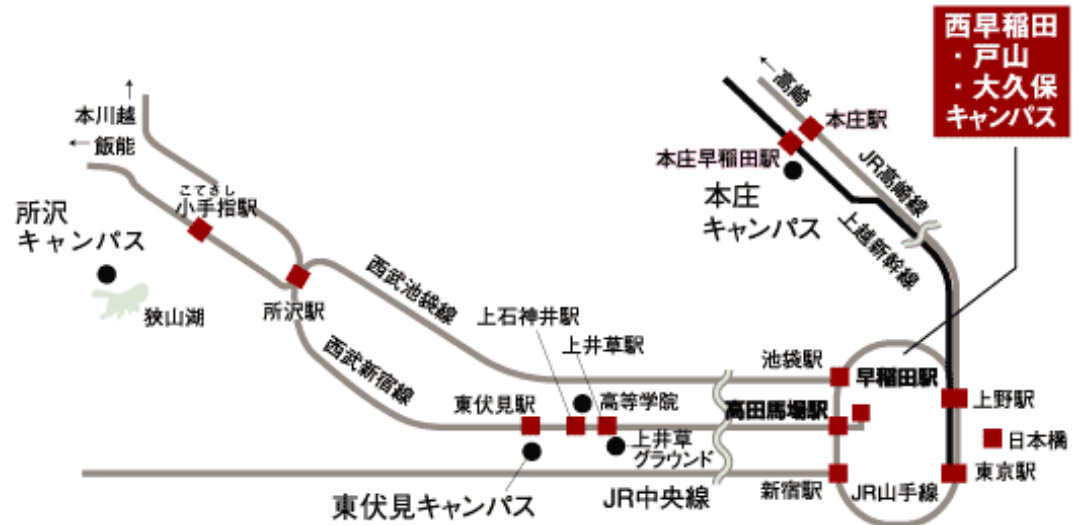 西早稲田
・戸山
・大久保
キャンパス
高崎
本川越
飯能
本庄駅
本庄早稲田駅
こてさし
小手指駅
JR高崎線
所沢
キャンパス
本庄
キャンパス
上越新幹線
西武池袋線
所沢駅
狭山湖
上石神井駅
西武新宿線
上井草駅
池袋駅
早稲田駅
東伏見駅
高等学院
高田馬場駅
上野駅
上井草
グラウンド
日本橋
東伏見キャンパス
JR中央線
新宿駅
JR山手線
東京駅